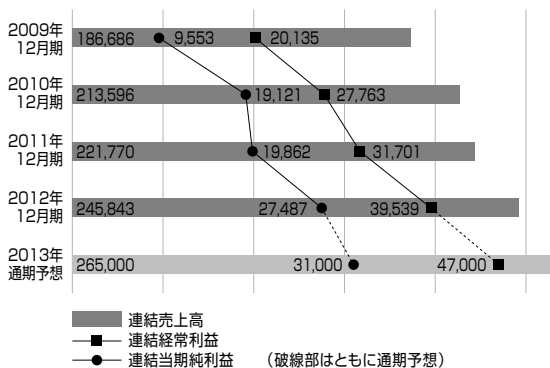 2009年
12月期
186,686 9,553 20,135
2010年
12月期
213,596 19,121 27,763
2011年
12月期
221,770 19,862 31,701
2012年
12月期
245,843 27,487 39,539
2013年
通期予想
265,000 31,000 47,000
連結売上高
連結経常利益
連結当期純利益 （破線部はともに通期予想）